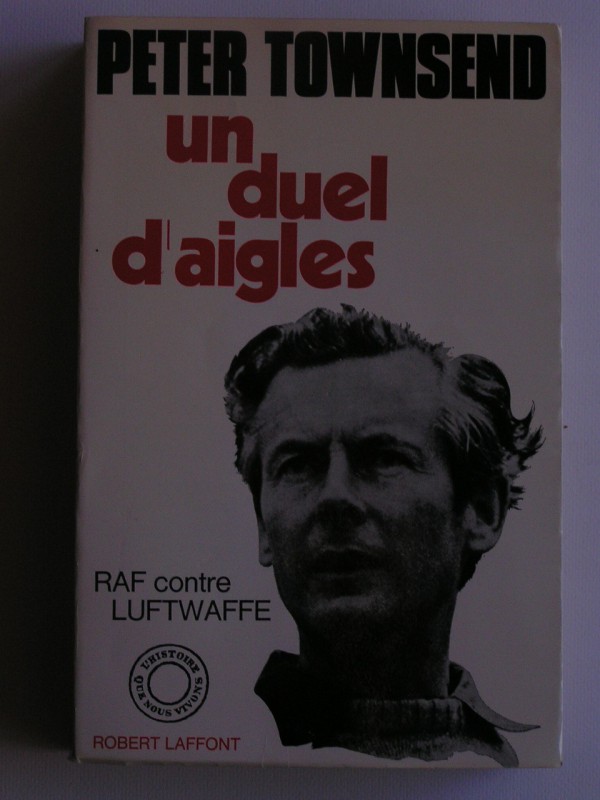 PETER TOWNSEND
un
duel
d'aigles
RAF contre
LUFTWAFFE
L'HISTOIRE
QUE NOUS VIVONS
ROBERT LAFFONT